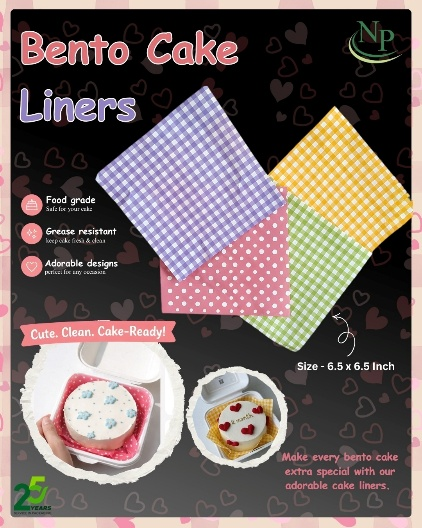 Bento Cake
NP
Liners
Food grade
Safe for your cake
Grease resistant
keep cake fresh & clean
Adorable designs
perfect for any occasion
Cute. Clean. Cake-Ready!
Size - 6.5 x 6.5 Inch
Make every bento cake
extra special with our
adorable cake liners.
25
YEARS